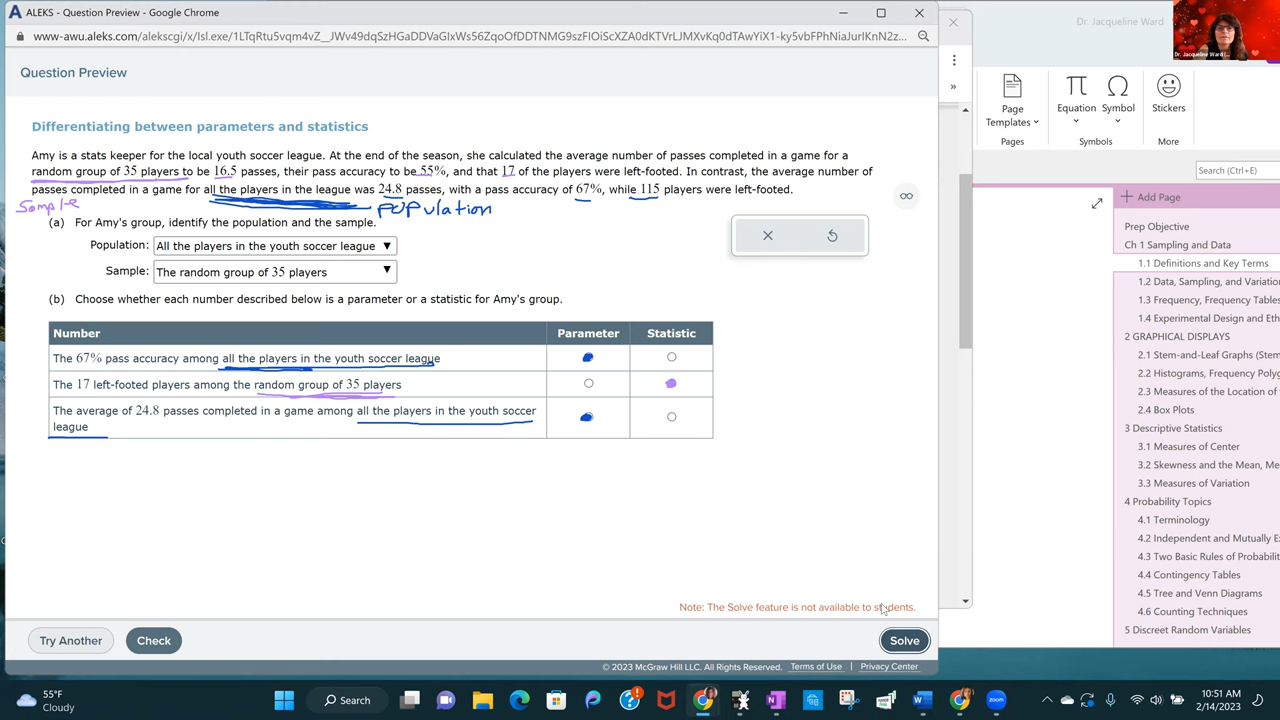 ALEKS - Question Preview - Google Chrome
www-awu.aleks.com/alekscgi/x/Isl.exe/1LTqRtu5vqm4vZ__JWv49dqSzHGaDDVaGlxWs56ZqoOfDDTNMG9szFIOiScXZA0dKTVrLJMXvKq0dTAwYiX1-ky5vbFPhNiaJurIKnN2z...
Question Preview
Differentiating between parameters and statistics
Amy is a stats keeper for the local youth soccer league. At the end of the season, she calculated the average number of passes completed in a game for a
random group of 35 players to be 16.5 passes, their pass accuracy to be 55%, and that 17 of the players were left-footed. In contrast, the average number of
passes completed in a game for all the players in the league was 24.8 passes, with a pass accuracy of 67%, while 115 players were left-footed.
Sample
population
(a) For Amy's group, identify the population and the sample.
Population: All the players in the youth soccer league ▼
Sample: The random group of 35 players ▼
(b) Choose whether each number described below is a parameter or a statistic for Amy's group.
Number Parameter Statistic
The 67% pass accuracy among all the players in the youth soccer league
The 17 left-footed players among the random group of 35 players
The average of 24.8 passes completed in a game among all the players in the youth soccer
league
Note: The Solve feature is not available to students.
Try Another Check Solve
© 2023 McGraw Hill LLC. All Rights Reserved. Terms of Use | Privacy Center
Dr. Jacqueline Ward
Dr. Jacqueline Ward (...
Page
Templates
Equation Symbol Stickers
Pages Symbols More
Search (Ctrl+E)
Add Page
Prep Objective
Ch 1 Sampling and Data
1.1 Definitions and Key Terms
1.2 Data, Sampling, and Variation
1.3 Frequency, Frequency Tables
1.4 Experimental Design and Eth
2 GRAPHICAL DISPLAYS
2.1 Stem-and-Leaf Graphs (Ste
2.2 Histograms, Frequency Polyg
2.3 Measures of the Location of
2.4 Box Plots
3 Descriptive Statistics
3.1 Measures of Center
3.2 Skewness and the Mean, Me
3.3 Measures of Variation
4 Probability Topics
4.1 Terminology
4.2 Independent and Mutually Ex
4.3 Two Basic Rules of Probabilit
4.4 Contingency Tables
4.5 Tree and Venn Diagrams
4.6 Counting Techniques
5 Discreet Random Variables
55°F
Cloudy
Search
10:51 AM
2/14/2023